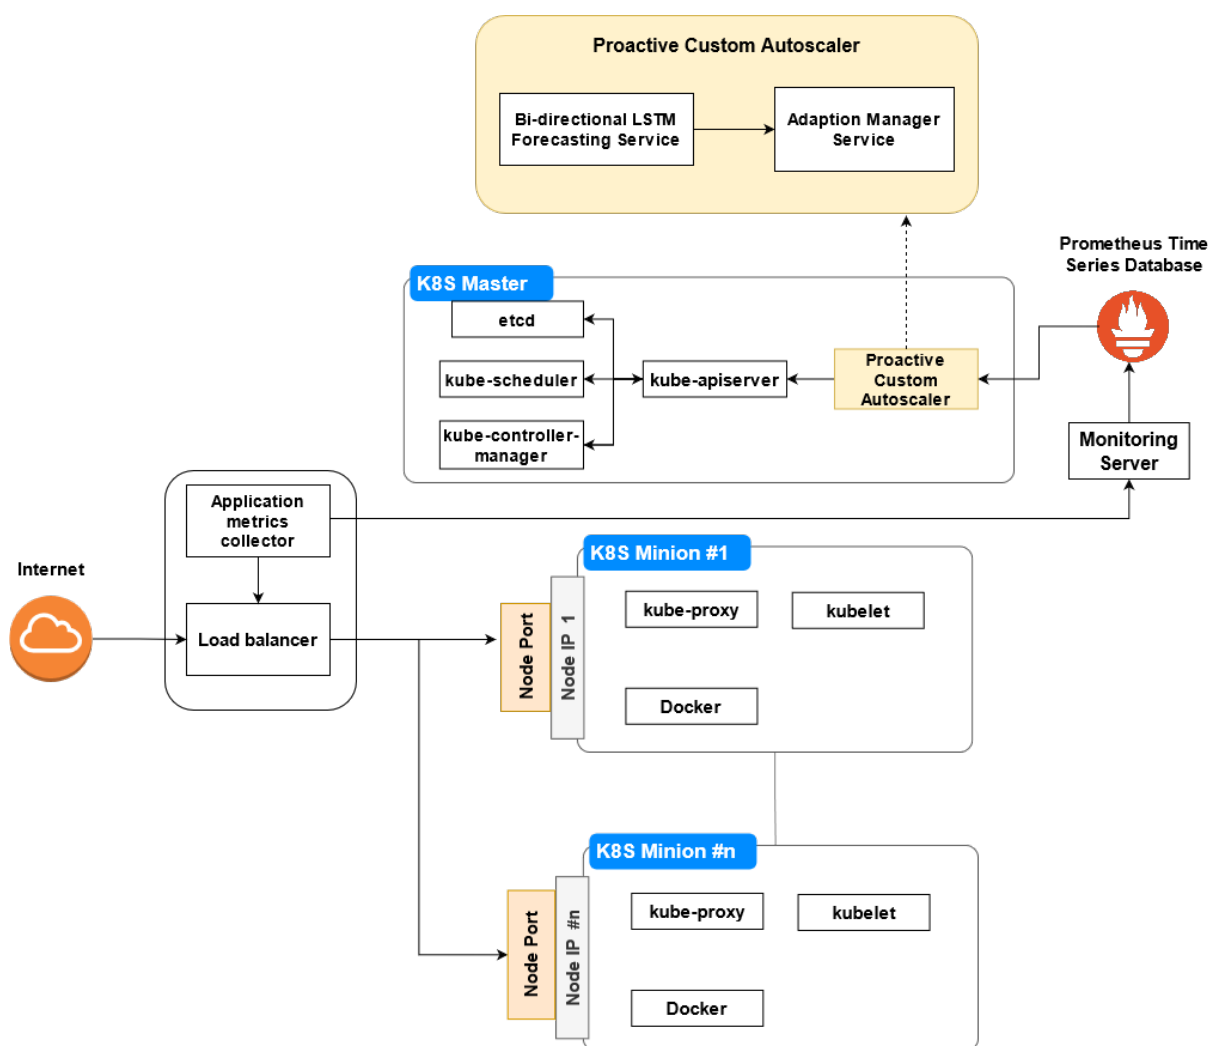 Proactive Custom Autoscaler
Bi-directional LSTM
Forecasting Service
Adaption Manager
Service
Prometheus Time
Series Database
K8S Master
etcd
kube-scheduler
kube-apiserver
Proactive
Custom
Autoscaler
kube-controller-
manager
Monitoring
Server
Application
metrics
collector
Internet
Load balancer
K8S Minion #1
Node Port
Node IP 1
kube-proxy
kubelet
Docker
K8S Minion #n
Node Port
Node IP #n
kube-proxy
kubelet
Docker